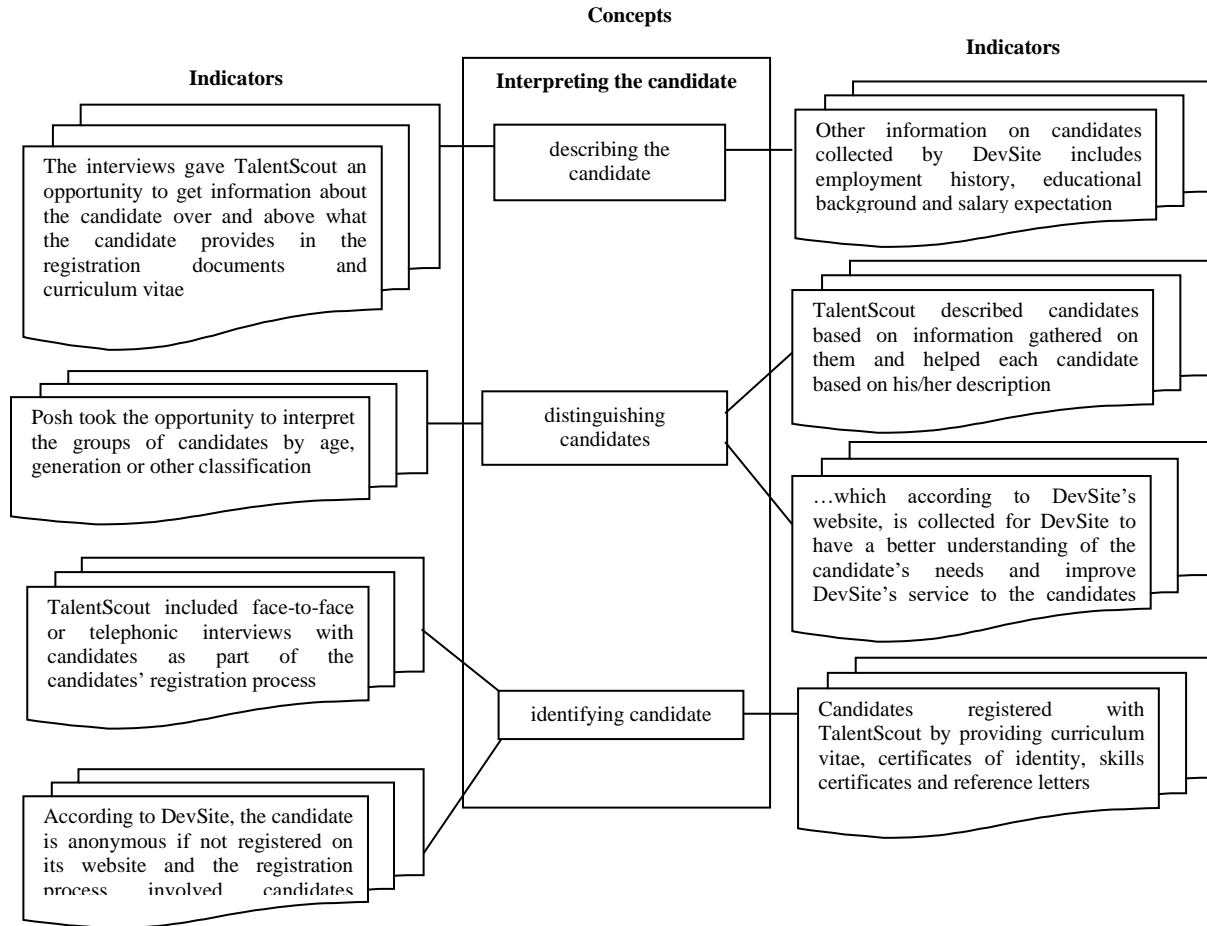 Concepts
Indicators
Indicators
Interpreting the candidate
The interviews gave TalentScout an
opportunity to get information about
the candidate over and above what
the candidate provides in the
registration documents and
curriculum vitae
describing the
candidate
Other information on candidates
collected by DevSite includes
employment history, educational
background and salary expectation
Posh took the opportunity to interpret
the groups of candidates by age,
generation or other classification
distinguishing
candidates
TalentScout described candidates
based on information gathered on
them and helped each candidate
based on his/her description
…which according to DevSite’s
website, is collected for DevSite to
have a better understanding of the
candidate’s needs and improve
DevSite’s service to the candidates
TalentScout included face-to-face
or telephonic interviews with
candidates as part of the
candidates’ registration process
identifying candidate
Candidates registered with
TalentScout by providing curriculum
vitae, certificates of identity, skills
certificates and reference letters
According to DevSite, the candidate
is anonymous if not registered on
its website and the registration
process involved candidates